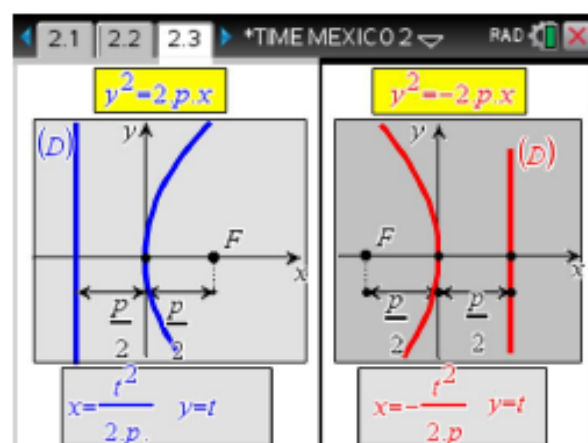 2.1 2.2 2.3 *TIME MEXICO 2 RAD
y²=2.p.x
(D) y
F
x
p/2 p/2
x=t²/2.p. y=t
y²=-2.p.x
y (D)
F
x
p/2 p/2
x=-t²/2.p y=t